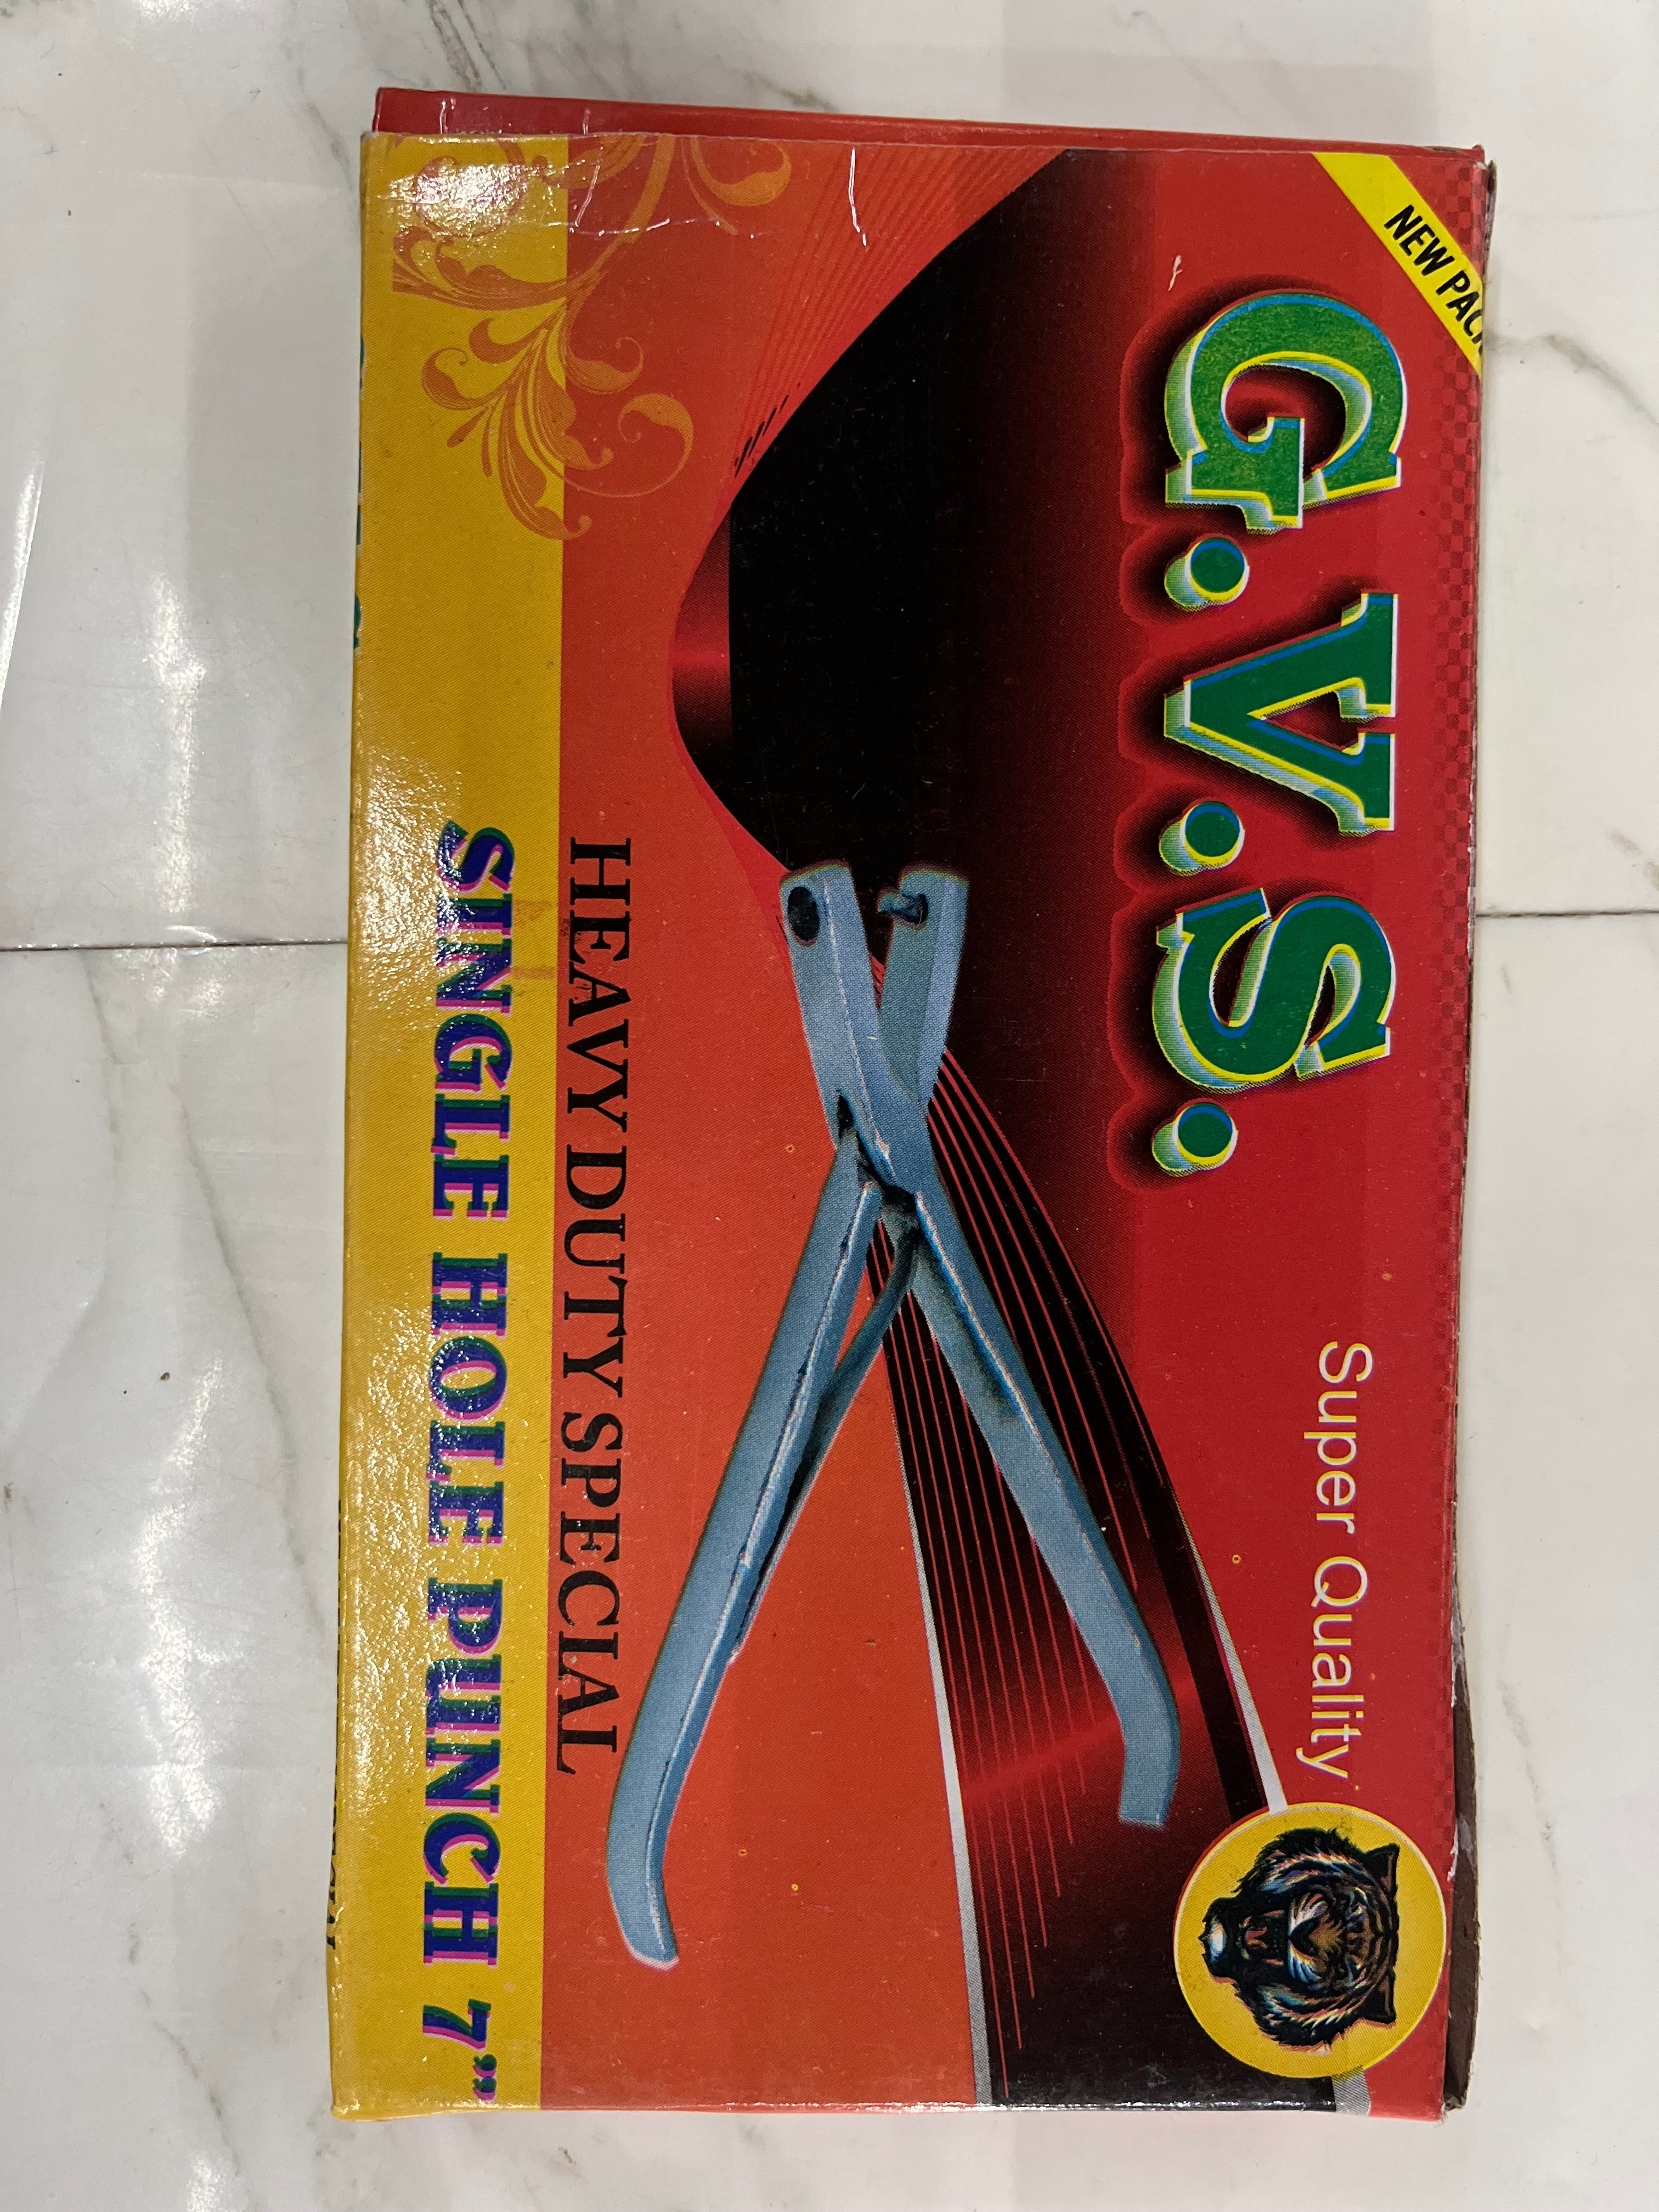 NEW PACK
G.V.S.
Super Quality
HEAVY DUTY SPECIAL
SINGLE HOLE PUNCH 7"